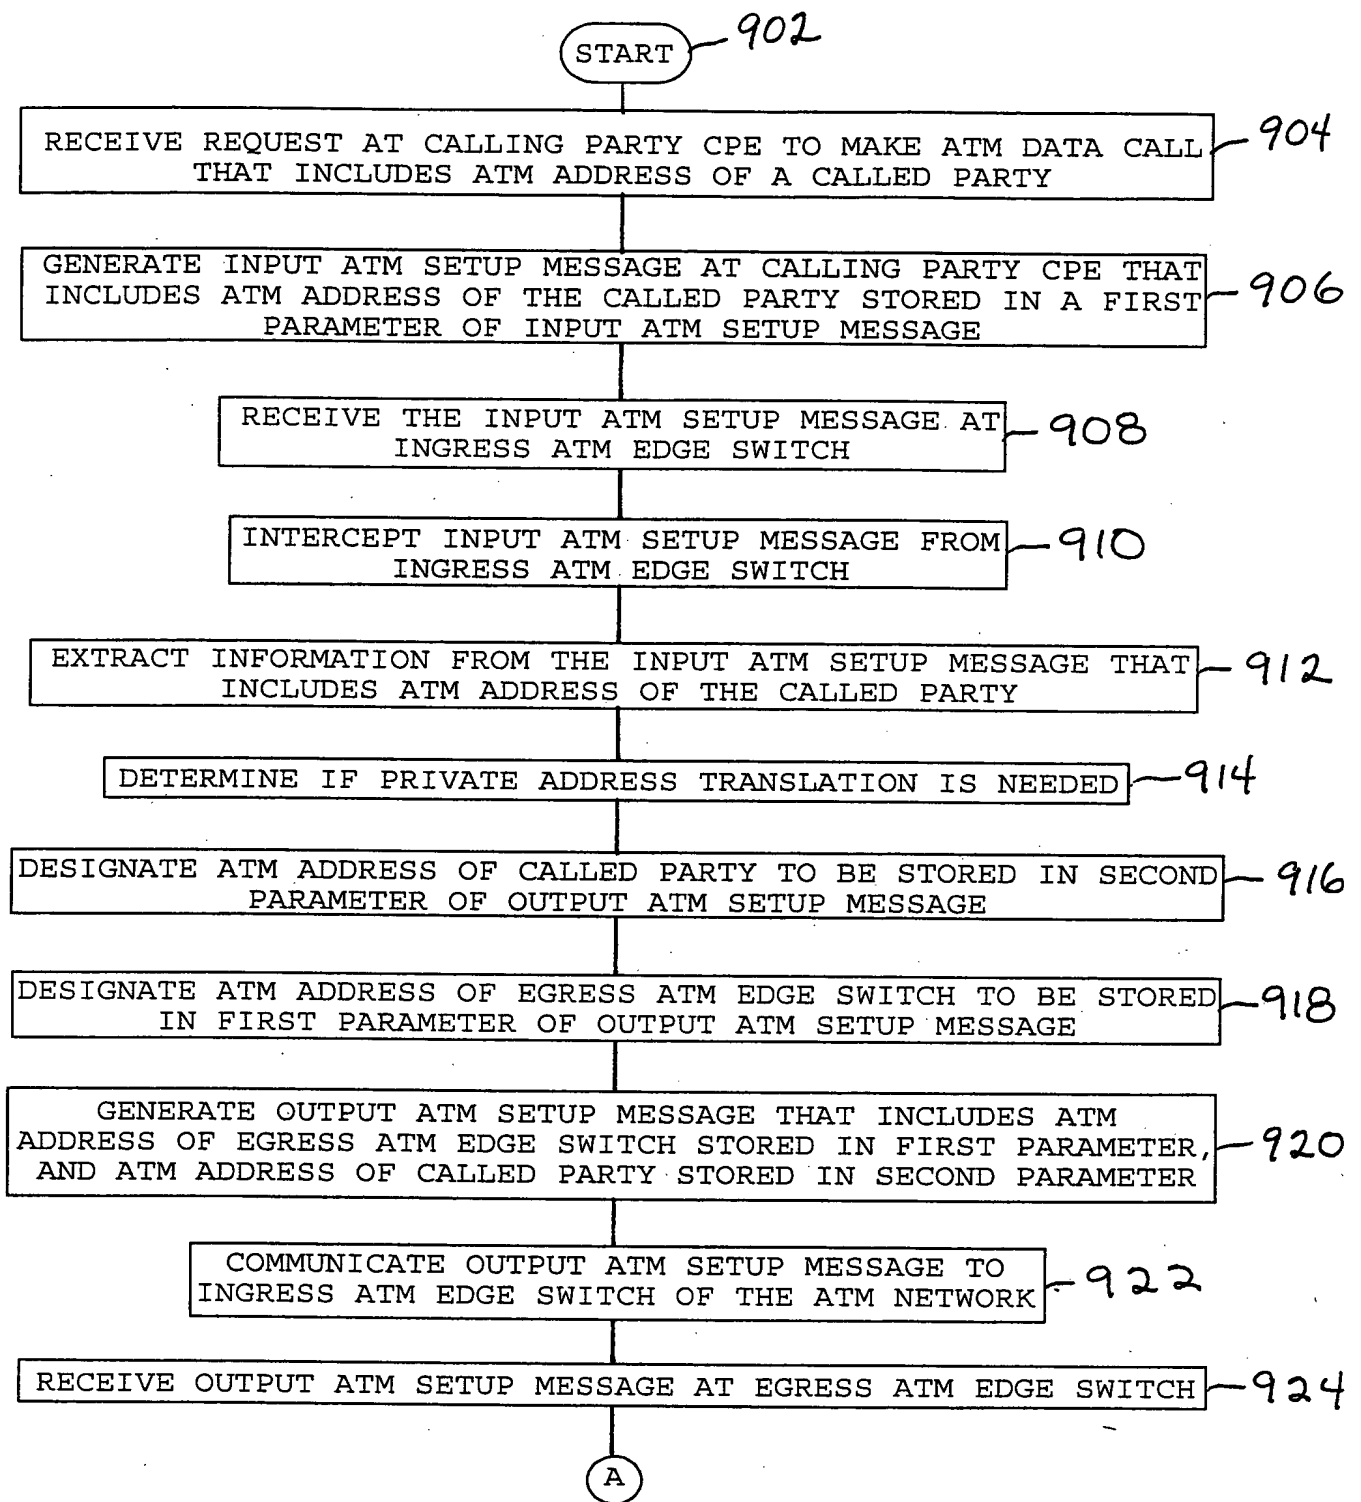 START 902
RECEIVE REQUEST AT CALLING PARTY CPE TO MAKE ATM DATA CALL
THAT INCLUDES ATM ADDRESS OF A CALLED PARTY
904
GENERATE INPUT ATM SETUP MESSAGE AT CALLING PARTY CPE THAT
INCLUDES ATM ADDRESS OF THE CALLED PARTY STORED IN A FIRST
PARAMETER OF INPUT ATM SETUP MESSAGE
906
RECEIVE THE INPUT ATM SETUP MESSAGE AT
INGRESS ATM EDGE SWITCH
908
INTERCEPT INPUT ATM SETUP MESSAGE FROM
INGRESS ATM EDGE SWITCH
910
EXTRACT INFORMATION FROM THE INPUT ATM SETUP MESSAGE THAT
INCLUDES ATM ADDRESS OF THE CALLED PARTY
912
DETERMINE IF PRIVATE ADDRESS TRANSLATION IS NEEDED
914
DESIGNATE ATM ADDRESS OF CALLED PARTY TO BE STORED IN SECOND
PARAMETER OF OUTPUT ATM SETUP MESSAGE
916
DESIGNATE ATM ADDRESS OF EGRESS ATM EDGE SWITCH TO BE STORED
IN FIRST PARAMETER OF OUTPUT ATM SETUP MESSAGE
918
GENERATE OUTPUT ATM SETUP MESSAGE THAT INCLUDES ATM
ADDRESS OF EGRESS ATM EDGE SWITCH STORED IN FIRST PARAMETER,
AND ATM ADDRESS OF CALLED PARTY STORED IN SECOND PARAMETER
920
COMMUNICATE OUTPUT ATM SETUP MESSAGE TO
INGRESS ATM EDGE SWITCH OF THE ATM NETWORK
922
RECEIVE OUTPUT ATM SETUP MESSAGE AT EGRESS ATM EDGE SWITCH
924
A